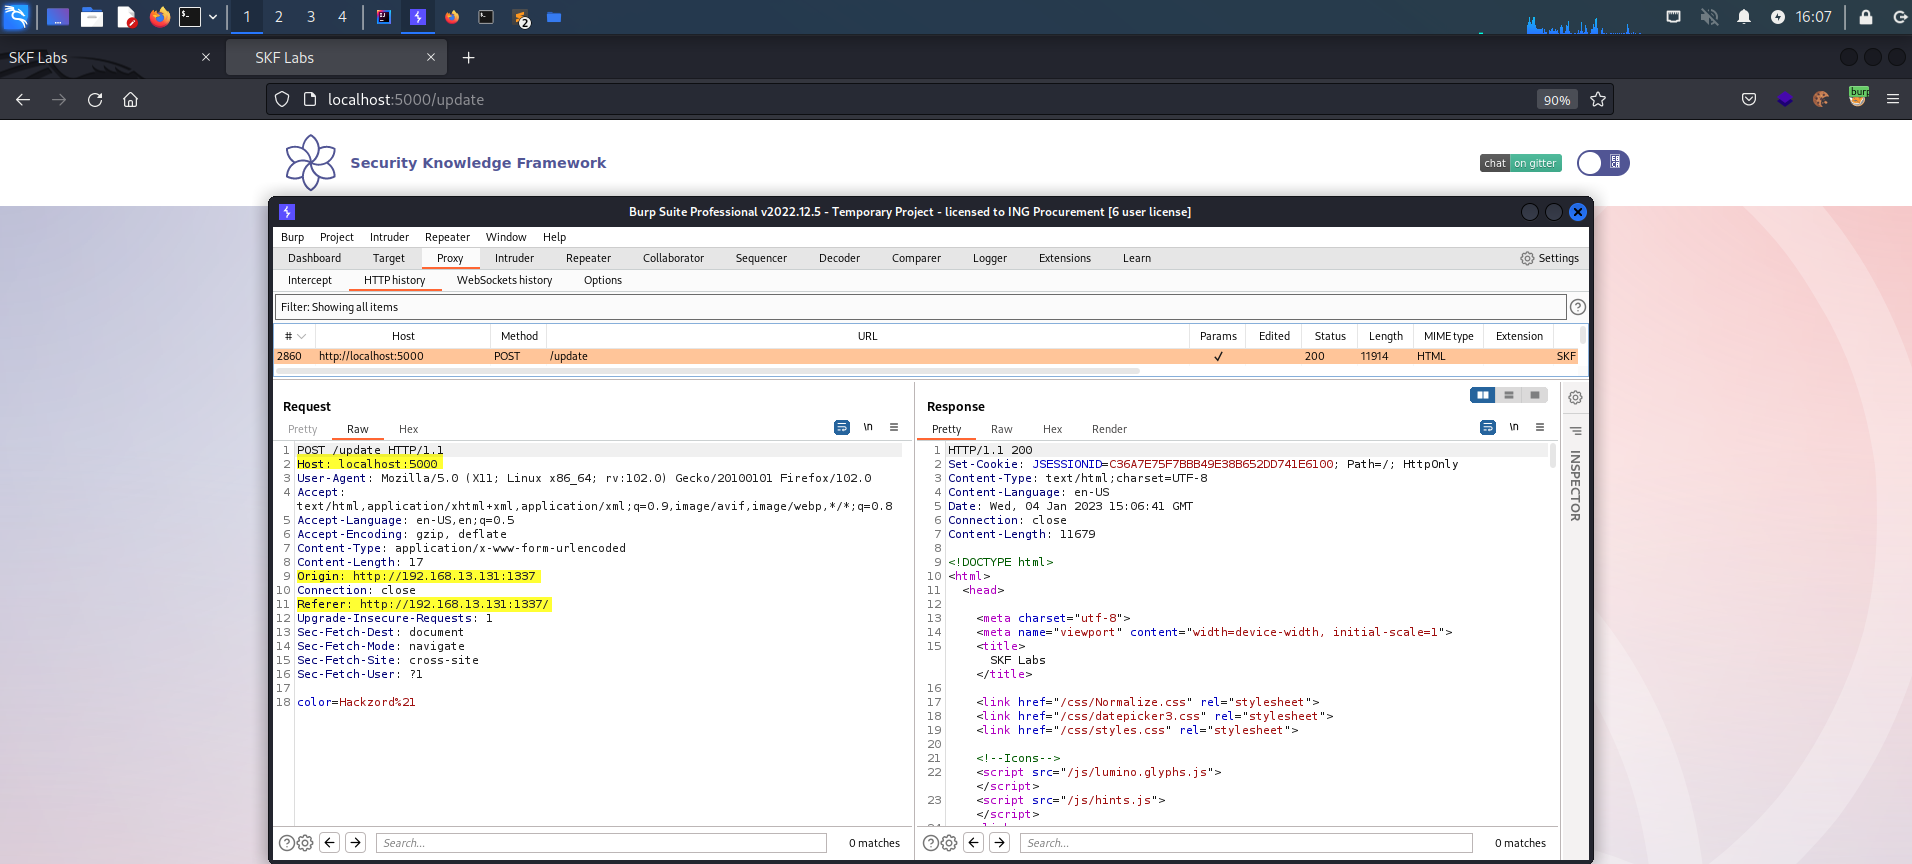 1 2 3 4 2 16:07
SKF Labs SKF Labs
localhost:5000/update 90% burp
Security Knowledge Framework chat on gitter
Burp Suite Professional v2022.12.5 - Temporary Project - licensed to ING Procurement [6 user license]
Burp Project Intruder Repeater Window Help
Dashboard Target Proxy Intruder Repeater Collaborator Sequencer Decoder Comparer Logger Extensions Learn Settings
Intercept HTTP history WebSockets history Options
Filter: Showing all items
# Host Method URL Params Edited Status Length MIME type Extension
2860 http://localhost:5000 POST /update ✓ 200 11914 HTML SKF
Request
Pretty Raw Hex \n
1 POST /update HTTP/1.1
2 Host: localhost:5000
3 User-Agent: Mozilla/5.0 (X11; Linux x86_64; rv:102.0) Gecko/20100101 Firefox/102.0
4 Accept:
text/html,application/xhtml+xml,application/xml;q=0.9,image/avif,image/webp,*/*;q=0.8
5 Accept-Language: en-US,en;q=0.5
6 Accept-Encoding: gzip, deflate
7 Content-Type: application/x-www-form-urlencoded
8 Content-Length: 17
9 Origin: http://192.168.13.131:1337
10 Connection: close
11 Referer: http://192.168.13.131:1337/
12 Upgrade-Insecure-Requests: 1
13 Sec-Fetch-Dest: document
14 Sec-Fetch-Mode: navigate
15 Sec-Fetch-Site: cross-site
16 Sec-Fetch-User: ?1
17
18 color=Hackzord%21
Search... 0 matches
Response
Pretty Raw Hex Render \n
1 HTTP/1.1 200
2 Set-Cookie: JSESSIONID=C36A7E75F7BBB49E38B652DD741E6100; Path=/; HttpOnly
3 Content-Type: text/html;charset=UTF-8
4 Content-Language: en-US
5 Date: Wed, 04 Jan 2023 15:06:41 GMT
6 Connection: close
7 Content-Length: 11679
8
9 <!DOCTYPE html>
10 <html>
11 <head>
12
13 <meta charset="utf-8">
14 <meta name="viewport" content="width=device-width, initial-scale=1">
15 <title>
SKF Labs
</title>
16
17 <link href="/css/Normalize.css" rel="stylesheet">
18 <link href="/css/datepicker3.css" rel="stylesheet">
19 <link href="/css/styles.css" rel="stylesheet">
20
21 <!--Icons-->
22 <script src="/js/lumino.glyphs.js">
</script>
23 <script src="/js/hints.js">
</script>
Search... 0 matches
INSPECTOR